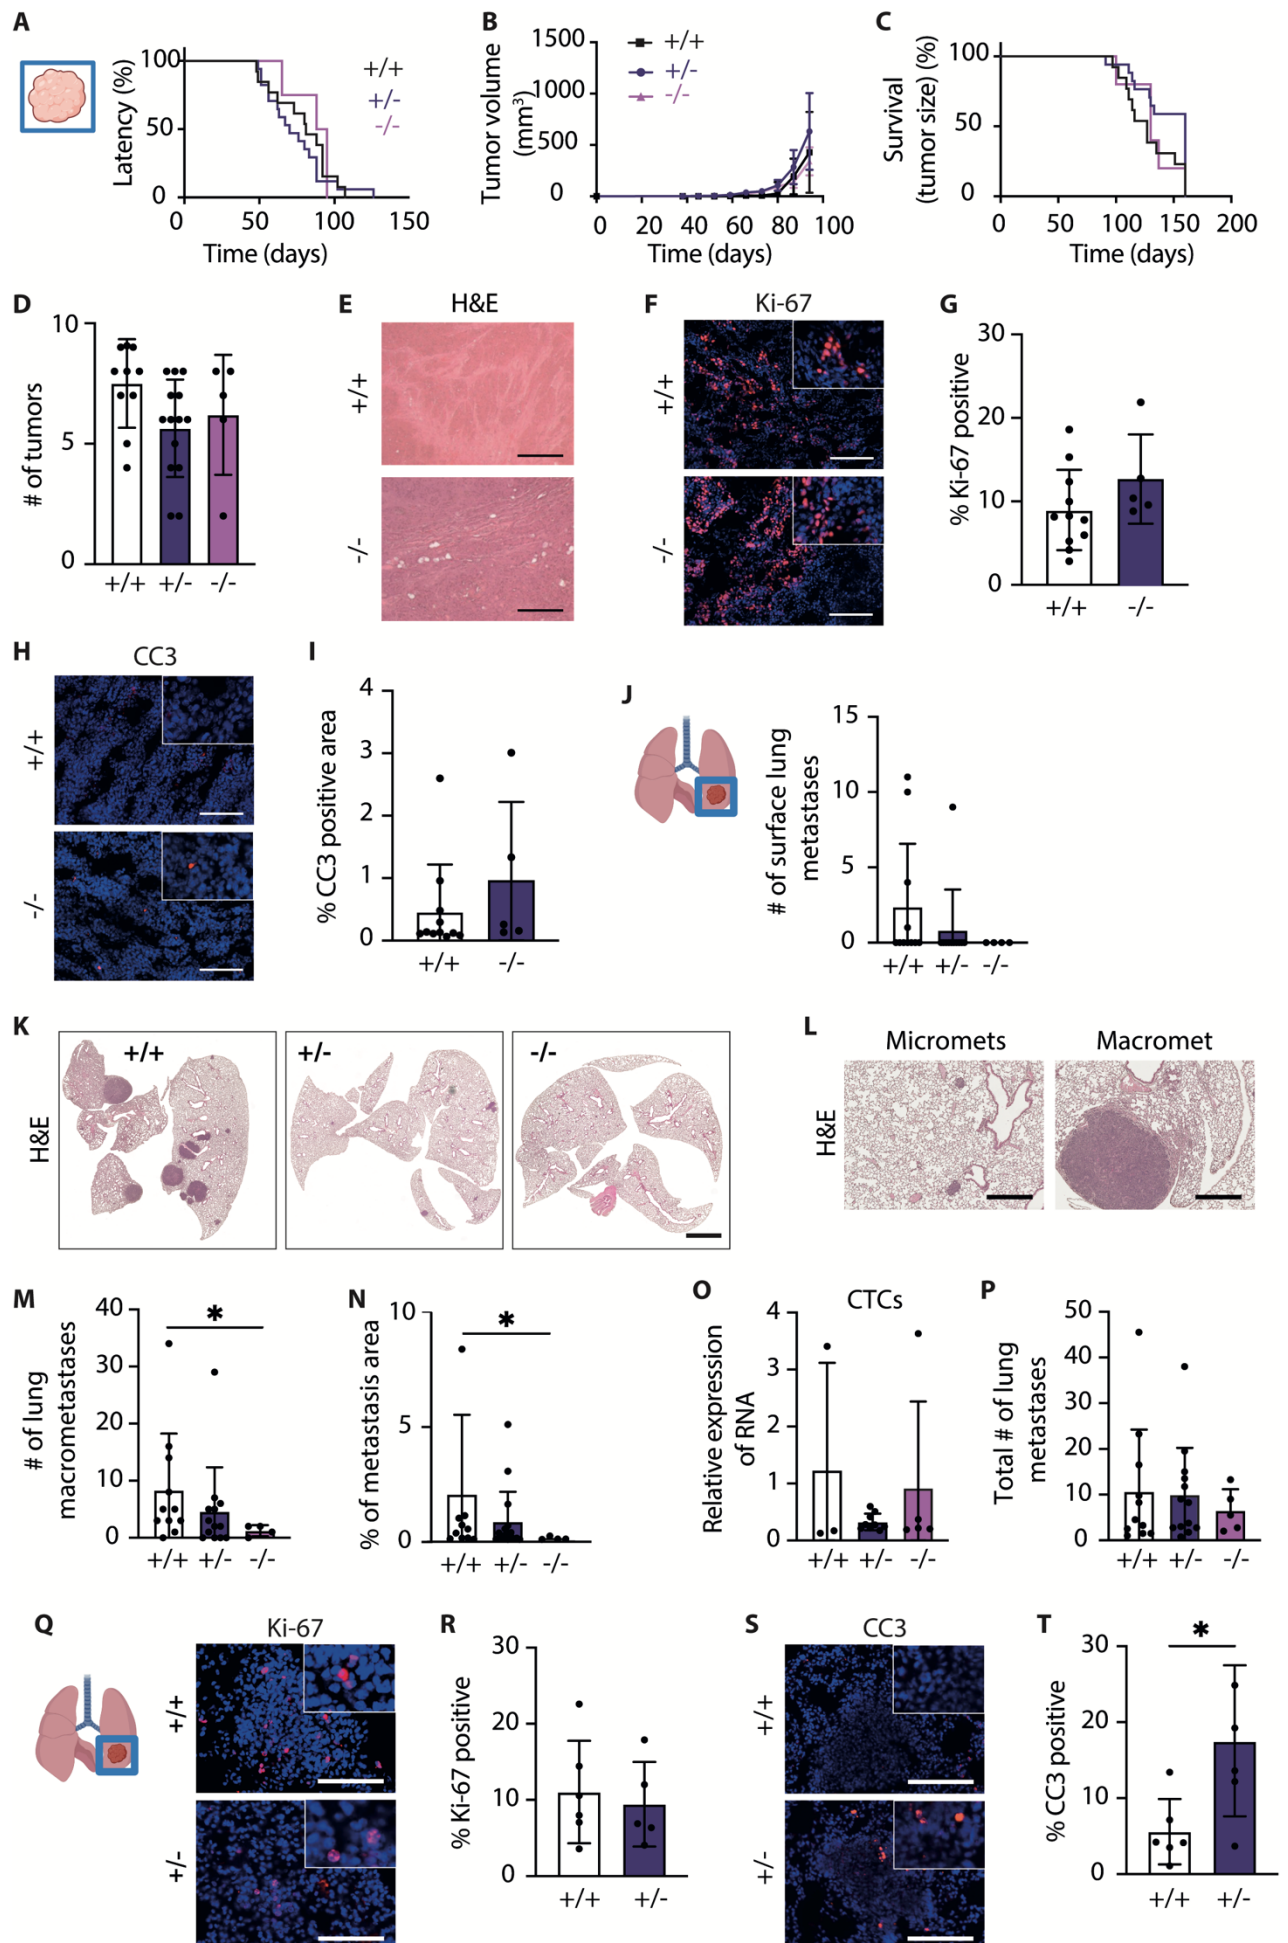 A
Latency (%)
100
50
0
0 50 100 150
Time (days)
+/+
+/-
-/-
B
Tumor volume
(mm³)
1500
1000
500
0
0 20 40 60 80 100
Time (days)
+/+
+/-
-/-
C
Survival
(tumor size) (%)
100
50
0
0 50 100 150 200
Time (days)
D
# of tumors
10
5
0
+/+ +/- -/-
E
H&E
+/+
-/-
F
Ki-67
+/+
-/-
G
% Ki-67 positive
30
20
10
0
+/+ -/-
H
CC3
+/+
-/-
I
% CC3 positive area
4
3
2
1
0
+/+ -/-
J
# of surface lung
metastases
15
10
5
0
+/+ +/- -/-
K
H&E
+/+
+/-
-/-
L
Micromets Macromet
H&E
M
# of lung
macrometastases
40
30
20
10
0
*
+/+ +/- -/-
N
% of metastasis area
10
5
0
*
+/+ +/- -/-
O
CTCs
Relative expression
of RNA
4
3
2
1
0
+/+ +/- -/-
P
Total # of lung
metastases
50
40
30
20
10
0
+/+ +/- -/-
Q
Ki-67
+/+
+/-
R
% Ki-67 positive
30
20
10
0
+/+ +/-
S
CC3
+/+
+/-
T
% CC3 positive
30
20
10
0
*
+/+ +/-